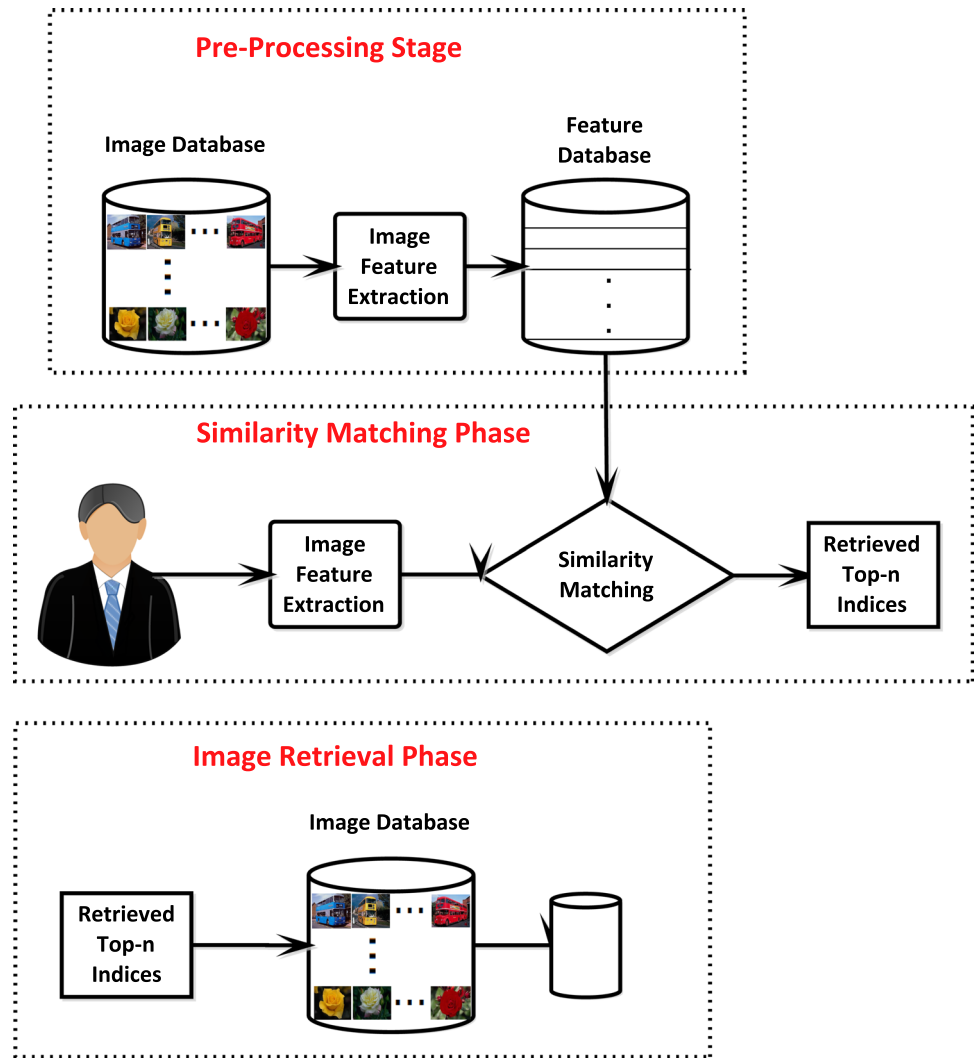 Pre-Processing Stage
Image Database
Feature
Database
Image
Feature
Extraction
Similarity Matching Phase
Image
Feature
Extraction
Similarity
Matching
Retrieved
Top-n
Indices
Image Retrieval Phase
Image Database
Retrieved
Top-n
Indices